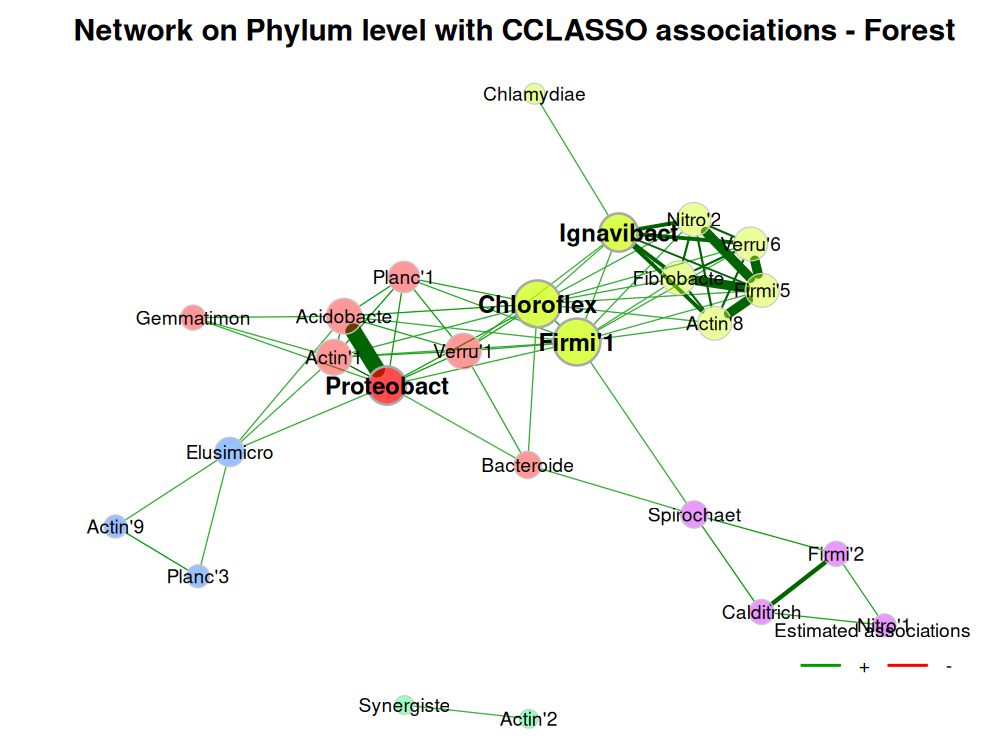 Network on Phylum level with CCLASSO associations - Forest
Chlamydiae
Nitro'2
Ignavibact
Verru'6
Planc'1
Fibrobacte
Firmi'5
Chloroflex
Gemmatimon
Acidobacte
Actin'8
Firmi'1
Actin'1
Verru'1
Proteobact
Elusimicro
Bacteroide
Spirochaet
Actin'9
Firmi'2
Planc'3
Calditrich
Nitro'1
Estimated associations
+ -
Synergiste
Actin'2